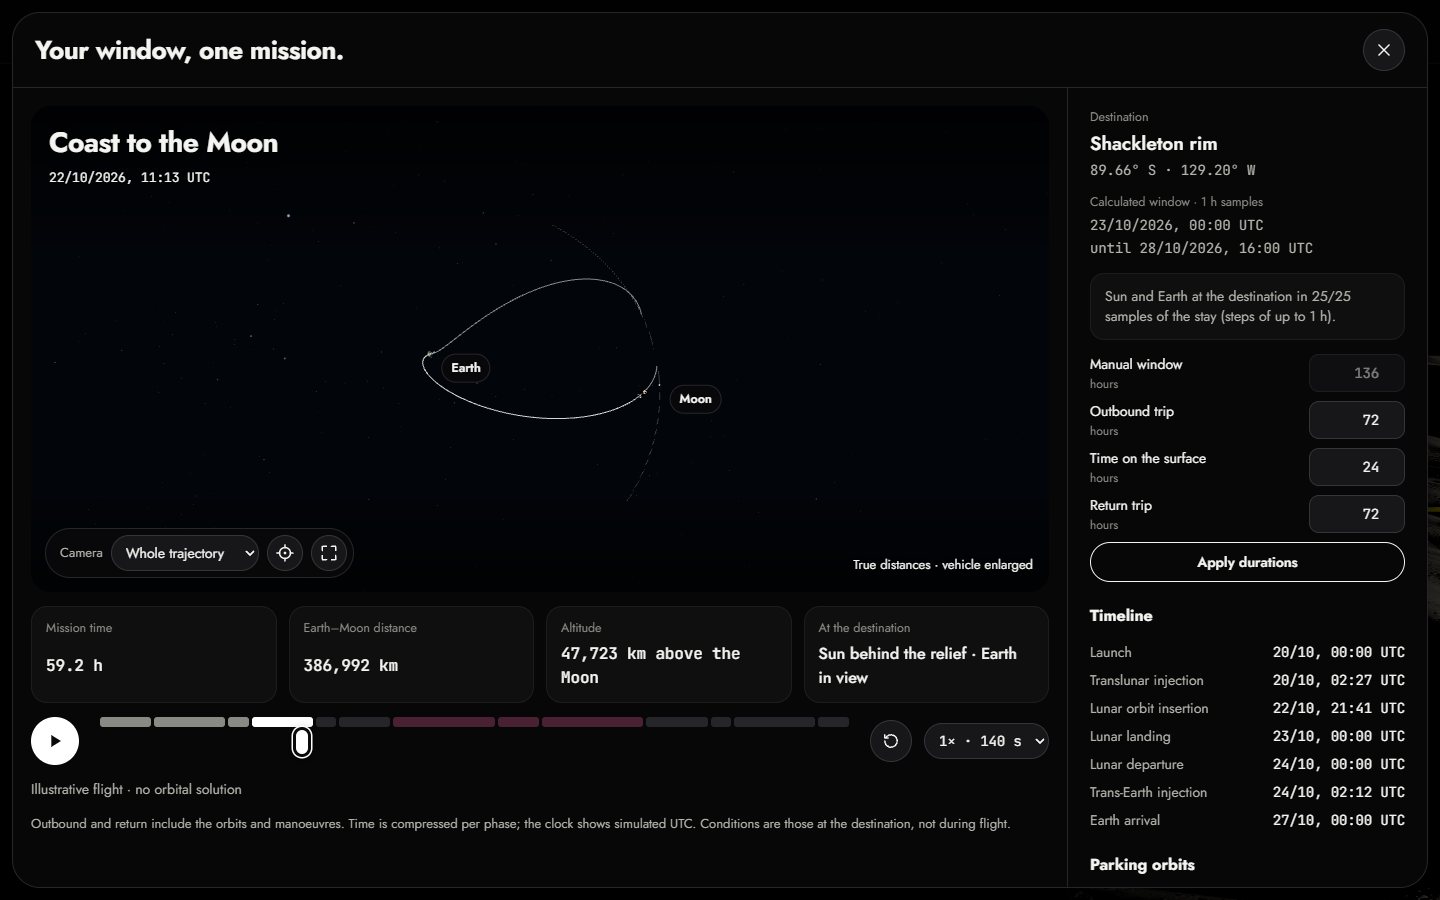 Your window, one mission.
Coast to the Moon
22/10/2026, 11:13 UTC
Earth
Moon
Camera
Whole trajectory
True distances · vehicle enlarged
Mission time
59.2 h
Earth–Moon distance
386,992 km
Altitude
47,723 km above the
Moon
At the destination
Sun behind the relief · Earth
in view
1× · 140 s
Illustrative flight · no orbital solution
Outbound and return include the orbits and manoeuvres. Time is compressed per phase; the clock shows simulated UTC. Conditions are those at the destination, not during flight.
Destination
Shackleton rim
89.66° S · 129.20° W
Calculated window · 1 h samples
23/10/2026, 00:00 UTC
until 28/10/2026, 16:00 UTC
Sun and Earth at the destination in 25/25
samples of the stay (steps of up to 1 h).
Manual window
hours
136
Outbound trip
hours
72
Time on the surface
hours
24
Return trip
hours
72
Apply durations
Timeline
Launch 20/10, 00:00 UTC
Translunar injection 20/10, 02:27 UTC
Lunar orbit insertion 22/10, 21:41 UTC
Lunar landing 23/10, 00:00 UTC
Lunar departure 24/10, 00:00 UTC
Trans-Earth injection 24/10, 02:12 UTC
Earth arrival 27/10, 00:00 UTC
Parking orbits